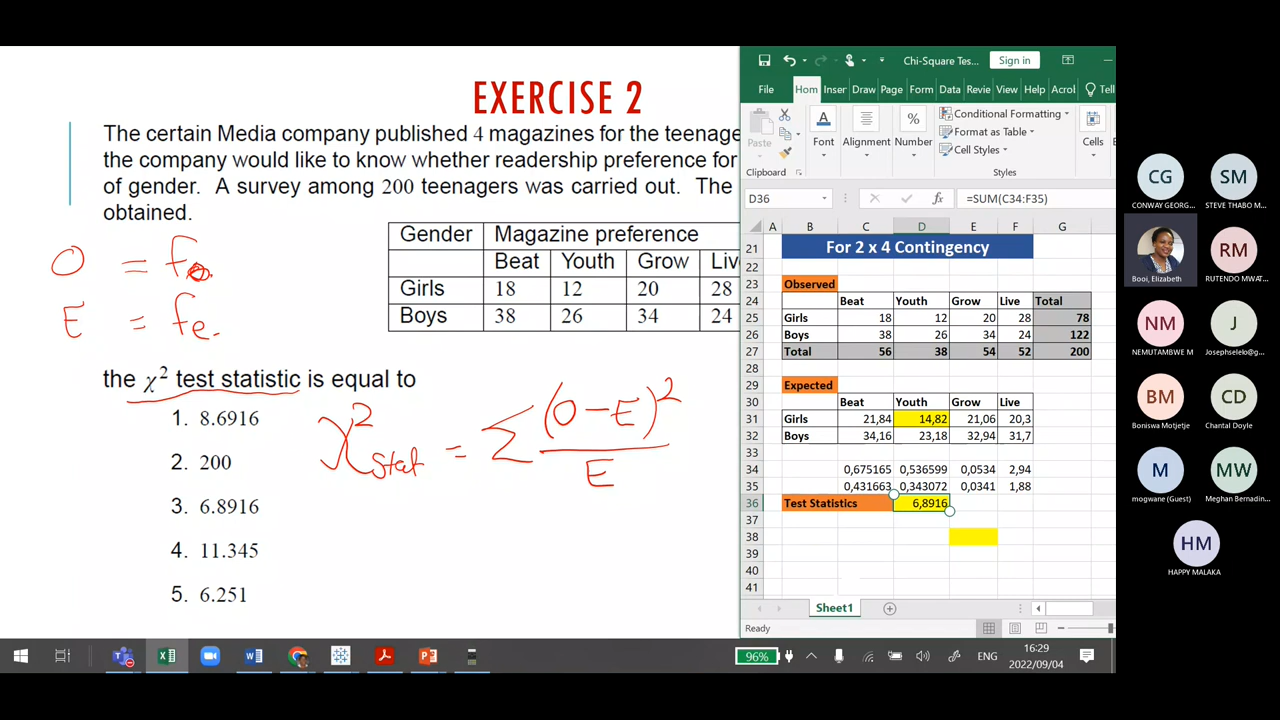 EXERCISE 2
The certain Media company published 4 magazines for the teenage
the company would like to know whether readership preference for
of gender. A survey among 200 teenagers was carried out. The
obtained.
O = fo.
E = fe.
Gender Magazine preference
Beat Youth Grow Liv
Girls 18 12 20 28
Boys 38 26 34 24
the χ² test statistic is equal to
1. 8.6916
2. 200
3. 6.8916
4. 11.345
5. 6.251
χ² stat = Σ (O – E)² / E
Chi-Square Tes... Sign in
File Hom Inser Draw Page Form Data Revie View Help Acrol Tell
Paste Font Alignment Number Conditional Formatting Format as Table Cell Styles Cells
Clipboard Styles
D36 fx =SUM(C34:F35)
A B C D E F G
21 For 2 x 4 Contingency
22
23 Observed
24 Beat Youth Grow Live Total
25 Girls 18 12 20 28 78
26 Boys 38 26 34 24 122
27 Total 56 38 54 52 200
28
29 Expected
30 Beat Youth Grow Live
31 Girls 21,84 14,82 21,06 20,3
32 Boys 34,16 23,18 32,94 31,7
33
34 0,675165 0,536599 0,0534 2,94
35 0,431663 0,343072 0,0341 1,88
36 Test Statistics 6,8916
37
38
39
40
41
Sheet1
Ready
CG SM
CONWAY GEORG... STEVE THABO M...
RM
Booi, Elizabeth RUTENDO MWAT...
NM J
NEMUTAMBWE M Josephselelo@g...
BM CD
Boniswa Motjetje Chantal Doyle
M MW
mogwane (Guest) Meghan Bernadin...
HM
HAPPY MALAKA
96% ENG 16:29
2022/09/04